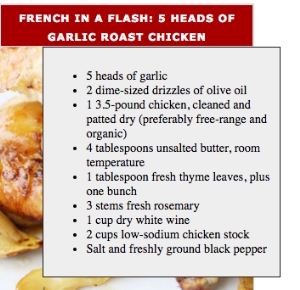 FRENCH IN A FLASH: 5 HEADS OF
GARLIC ROAST CHICKEN
• 5 heads of garlic
• 2 dime-sized drizzles of olive oil
• 1 3.5-pound chicken, cleaned and
patted dry (preferably free-range and
organic)
• 4 tablespoons unsalted butter, room
temperature
• 1 tablespoon fresh thyme leaves, plus
one bunch
• 3 stems fresh rosemary
• 1 cup dry white wine
• 2 cups low-sodium chicken stock
• Salt and freshly ground black pepper